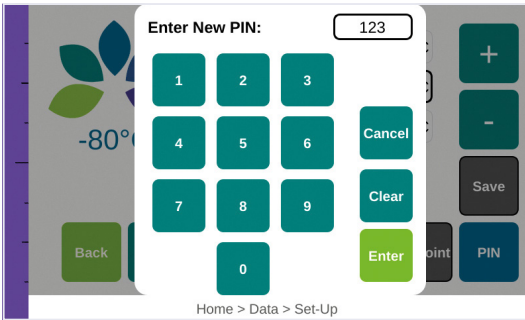 Enter New PIN: 123
1 2 3
+
-80°
4 5 6 Cancel
-
7 8 9 Clear
Save
Back
0 Enter
oint
PIN
Home > Data > Set-Up